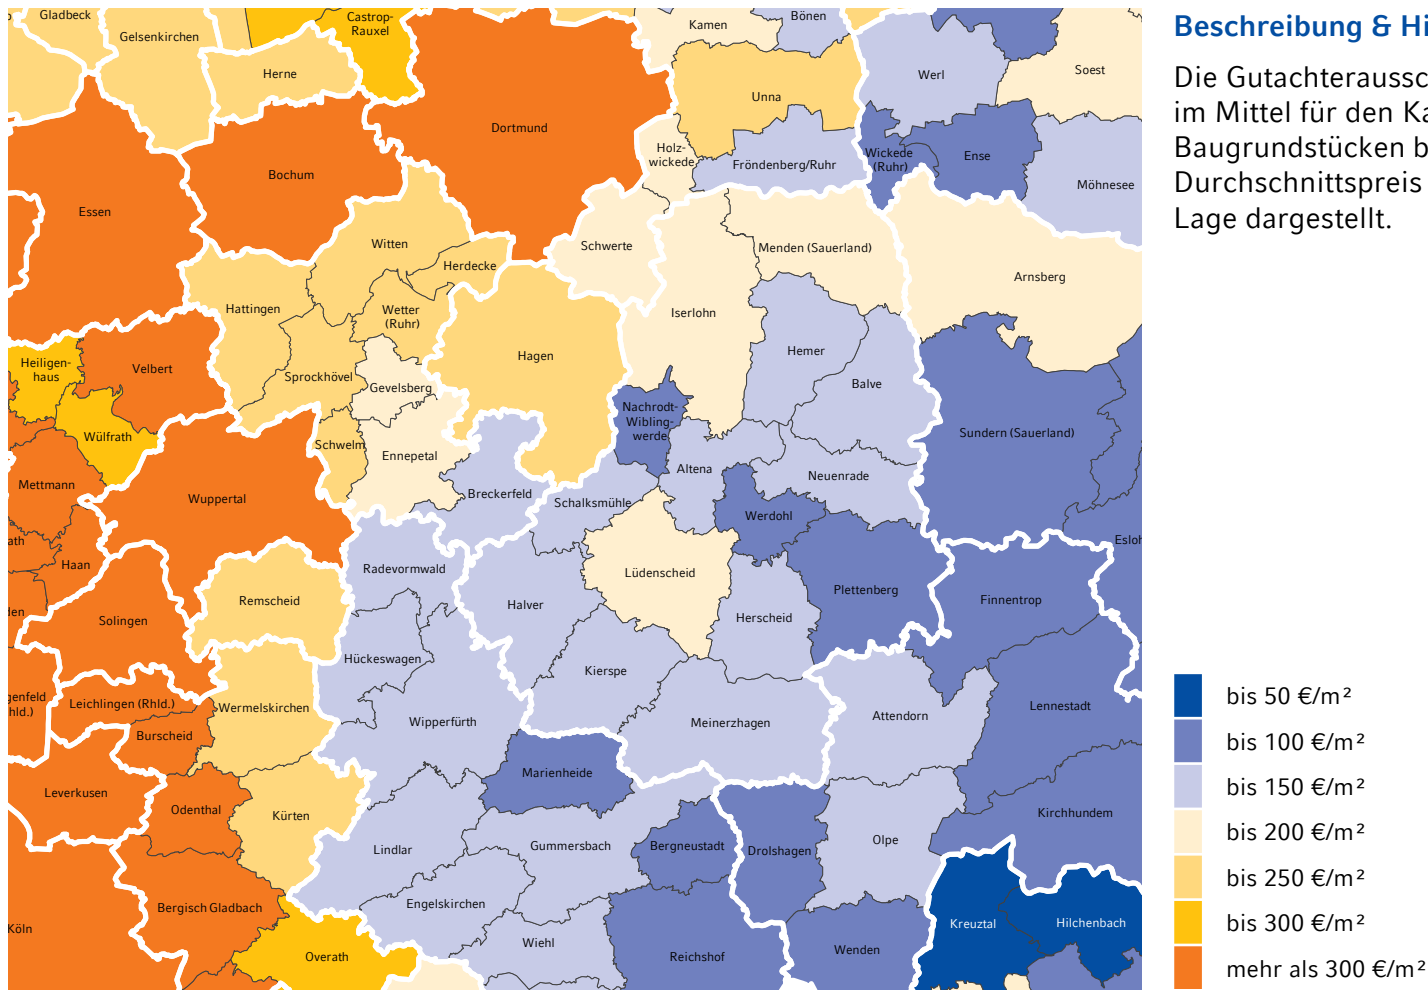 Gladbeck
Gelsenkirchen
Castrop-
Rauxel
Kamen
Bönen
Herne
Werl
Soest
Unna
Dortmund
Holz-
wickede
Fröndenberg/Ruhr
Wickede
(Ruhr)
Ense
Möhnesee
Bochum
Essen
Witten
Schwerte
Menden (Sauerland)
Herdecke
Arnsberg
Hattingen
Wetter
(Ruhr)
Iserlohn
Hagen
Hemer
Heiligen-
haus
Velbert
Sprockhövel
Gevelsberg
Balve
Nachrodt-
Wibling-
werde
Wülfrath
Schwelm
Ennepetal
Sundern (Sauerland)
Altena
Neuenrade
Mettmann
Wuppertal
Breckerfeld
Schalksmühle
Werdohl
ath
Esloh
Haan
Radevormwald
Lüdenscheid
Plettenberg
Finnentrop
den
Remscheid
Halver
Herscheid
Solingen
Hückeswagen
Kierspe
genfeld
hld.)
Leichlingen (Rhld.)
Wermelskirchen
Wipperfürth
Meinerzhagen
Attendorn
Lennestadt
Burscheid
Marienheide
Leverkusen
Odenthal
Kürten
Kirchhundem
Lindlar
Gummersbach
Bergneustadt
Drolshagen
Olpe
Bergisch Gladbach
Engelskirchen
Köln
Kreuztal
Hilchenbach
Wiehl
Overath
Reichshof
Wenden
Beschreibung & Hi
Die Gutachteraussc
im Mittel für den Ka
Baugrundstücken b
Durchschnittspreis
Lage dargestellt.
bis 50 €/m²
bis 100 €/m²
bis 150 €/m²
bis 200 €/m²
bis 250 €/m²
bis 300 €/m²
mehr als 300 €/m²